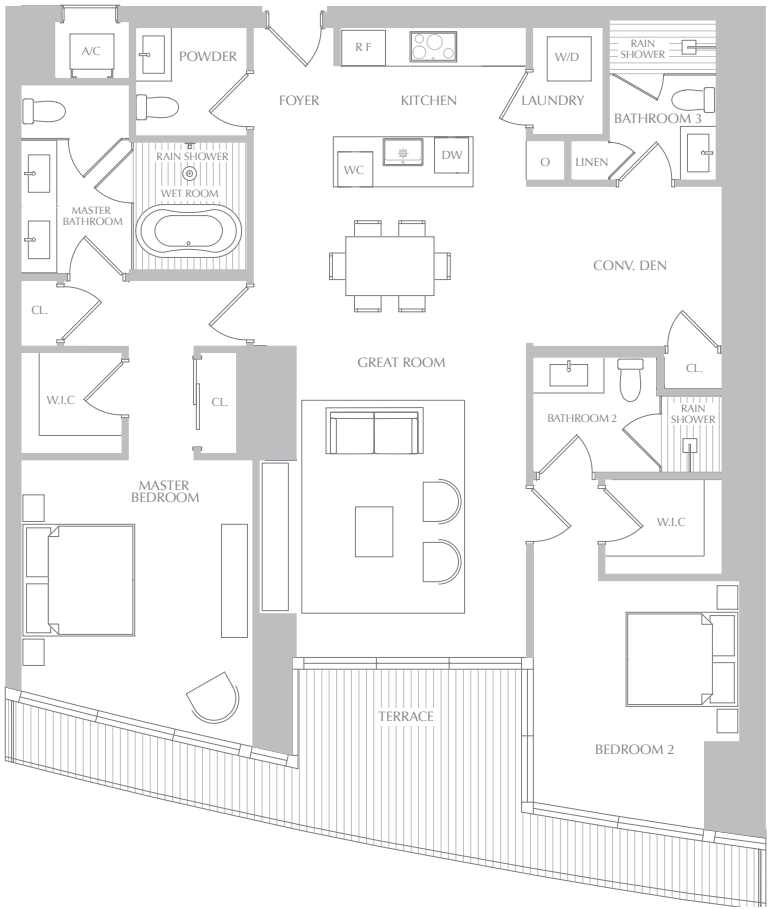 A/C
POWDER
R F
W/D
RAIN
SHOWER
FOYER
KITCHEN
LAUNDRY
BATHROOM 3
RAIN SHOWER
WET ROOM
WC
DW
O
LINEN
MASTER
BATHROOM
CONV. DEN
CL.
GREAT ROOM
CL.
W.I.C
CL.
BATHROOM 2
RAIN
SHOWER
MASTER
BEDROOM
W.I.C
TERRACE
BEDROOM 2